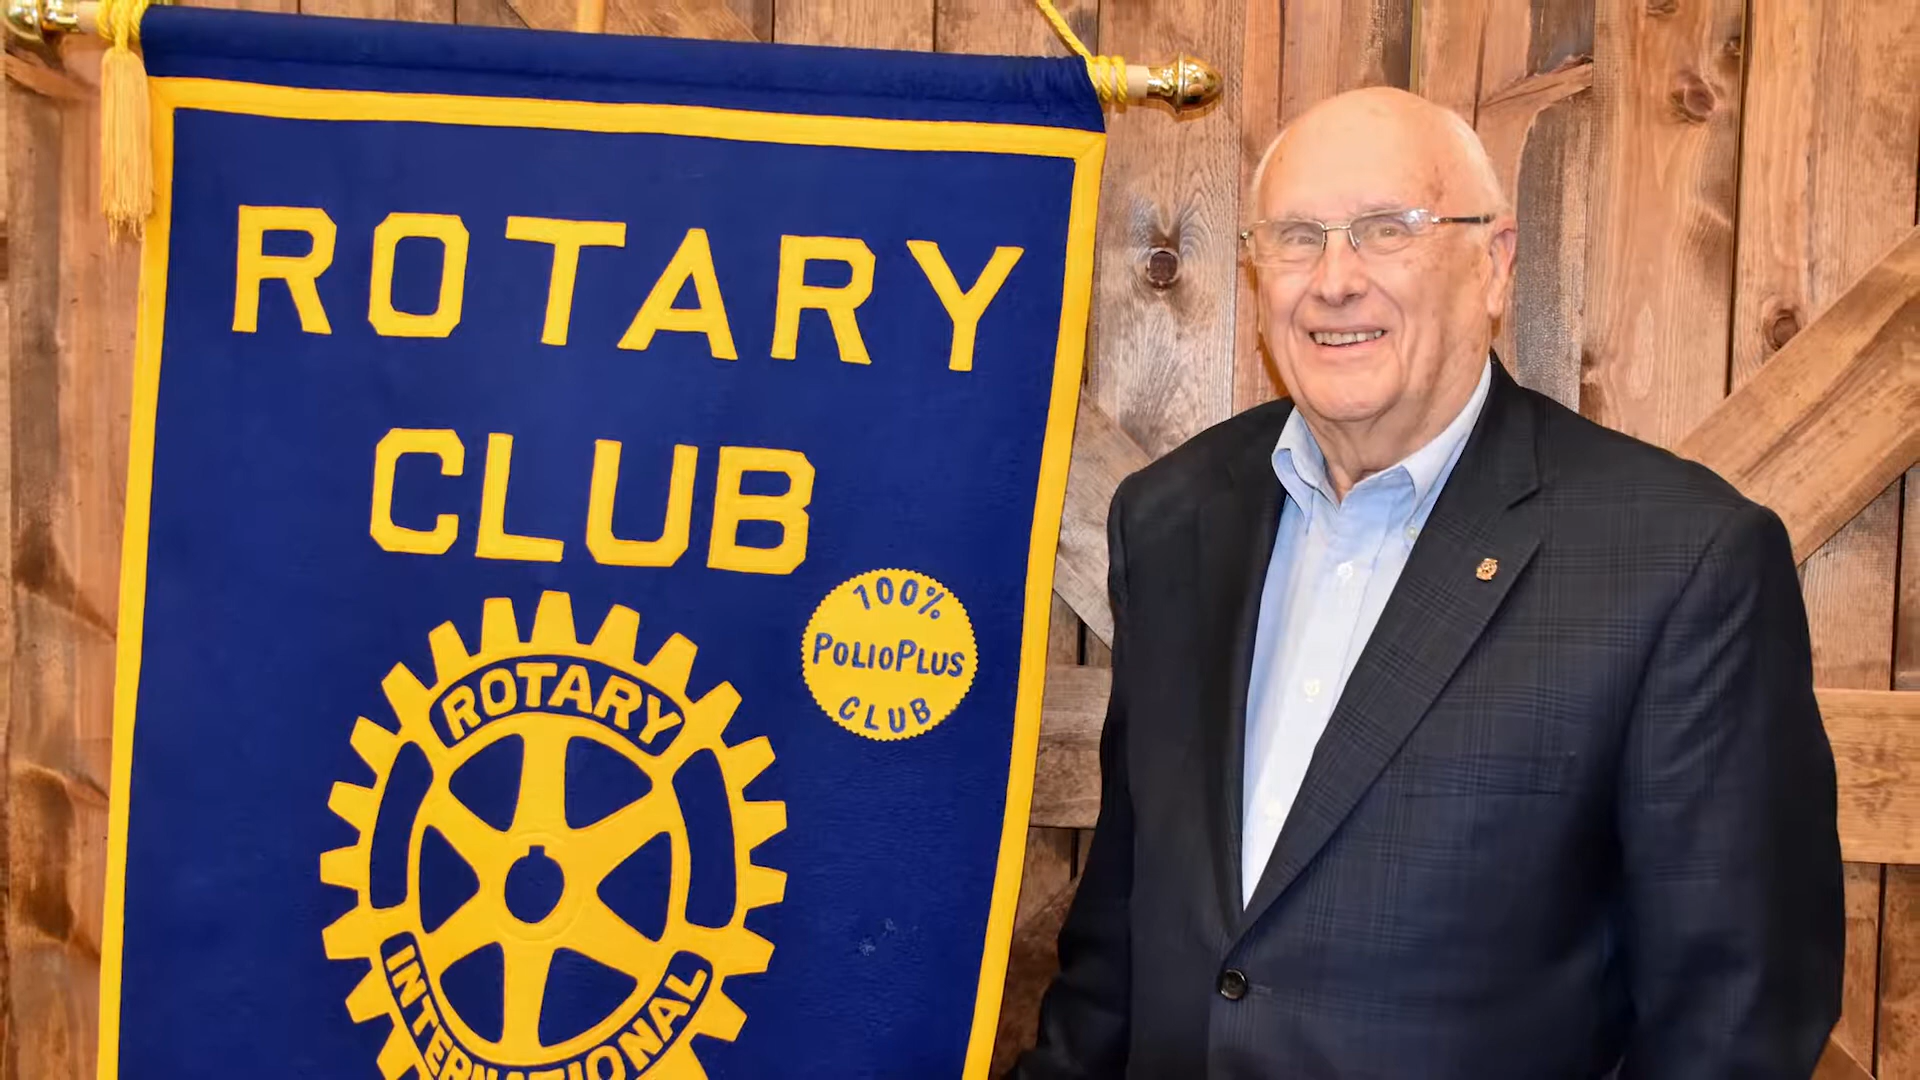 ROTARY
CLUB
100%
POLIOPLUS
CLUB
ROTARY
INTERNATIONAL